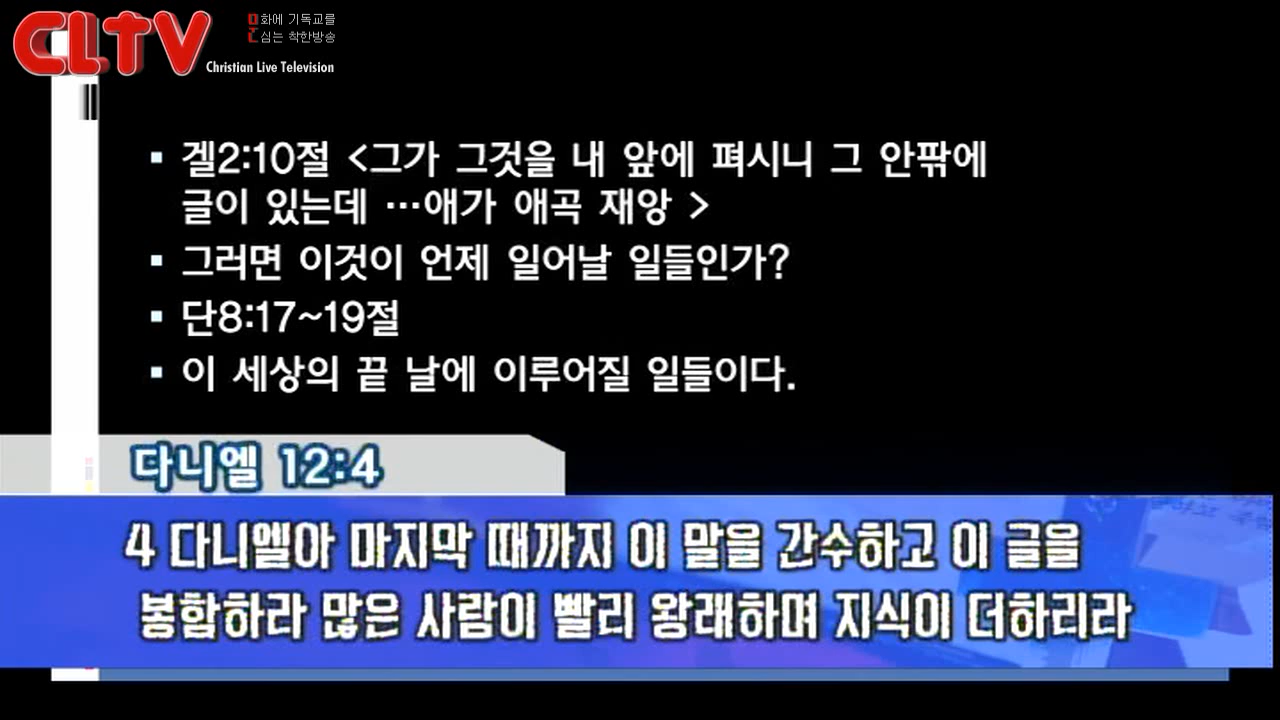 CLTV
문화에 기독교를
심는 착한방송
Christian Live Television
▪ 겔2:10절 <그가 그것을 내 앞에 펴시니 그 안팎에
글이 있는데 …애가 애곡 재앙 >
▪ 그러면 이것이 언제 일어날 일들인가?
▪ 단8:17~19절
▪ 이 세상의 끝 날에 이루어질 일들이다.
다니엘 12:4
4 다니엘아 마지막 때까지 이 말을 간수하고 이 글을
봉함하라 많은 사람이 빨리 왕래하며 지식이 더하리라